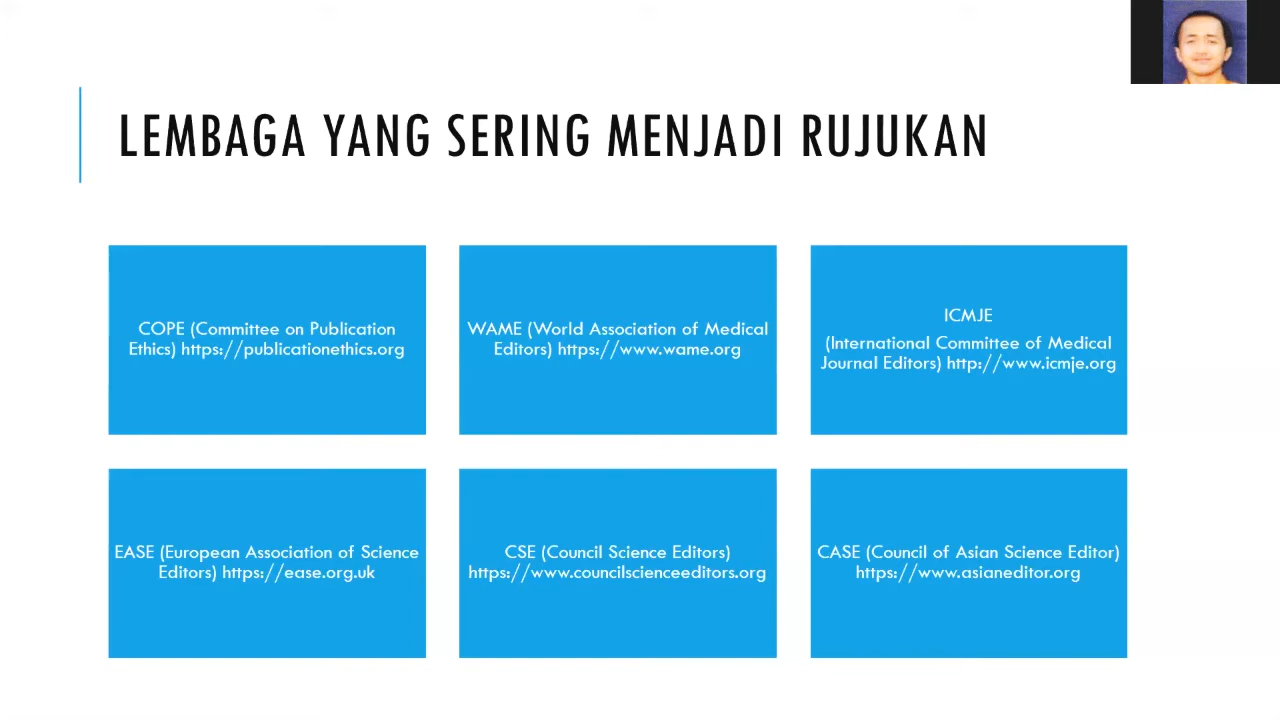 LEMBAGA YANG SERING MENJADI RUJUKAN
COPE (Committee on Publication
Ethics) https://publicationethics.org
WAME (World Association of Medical
Editors) https://www.wame.org
ICMJE
(International Committee of Medical
Journal Editors) http://www.icmje.org
EASE (European Association of Science
Editors) https://ease.org.uk
CSE (Council Science Editors)
https://www.councilscienceeditors.org
CASE (Council of Asian Science Editor)
https://www.asianeditor.org